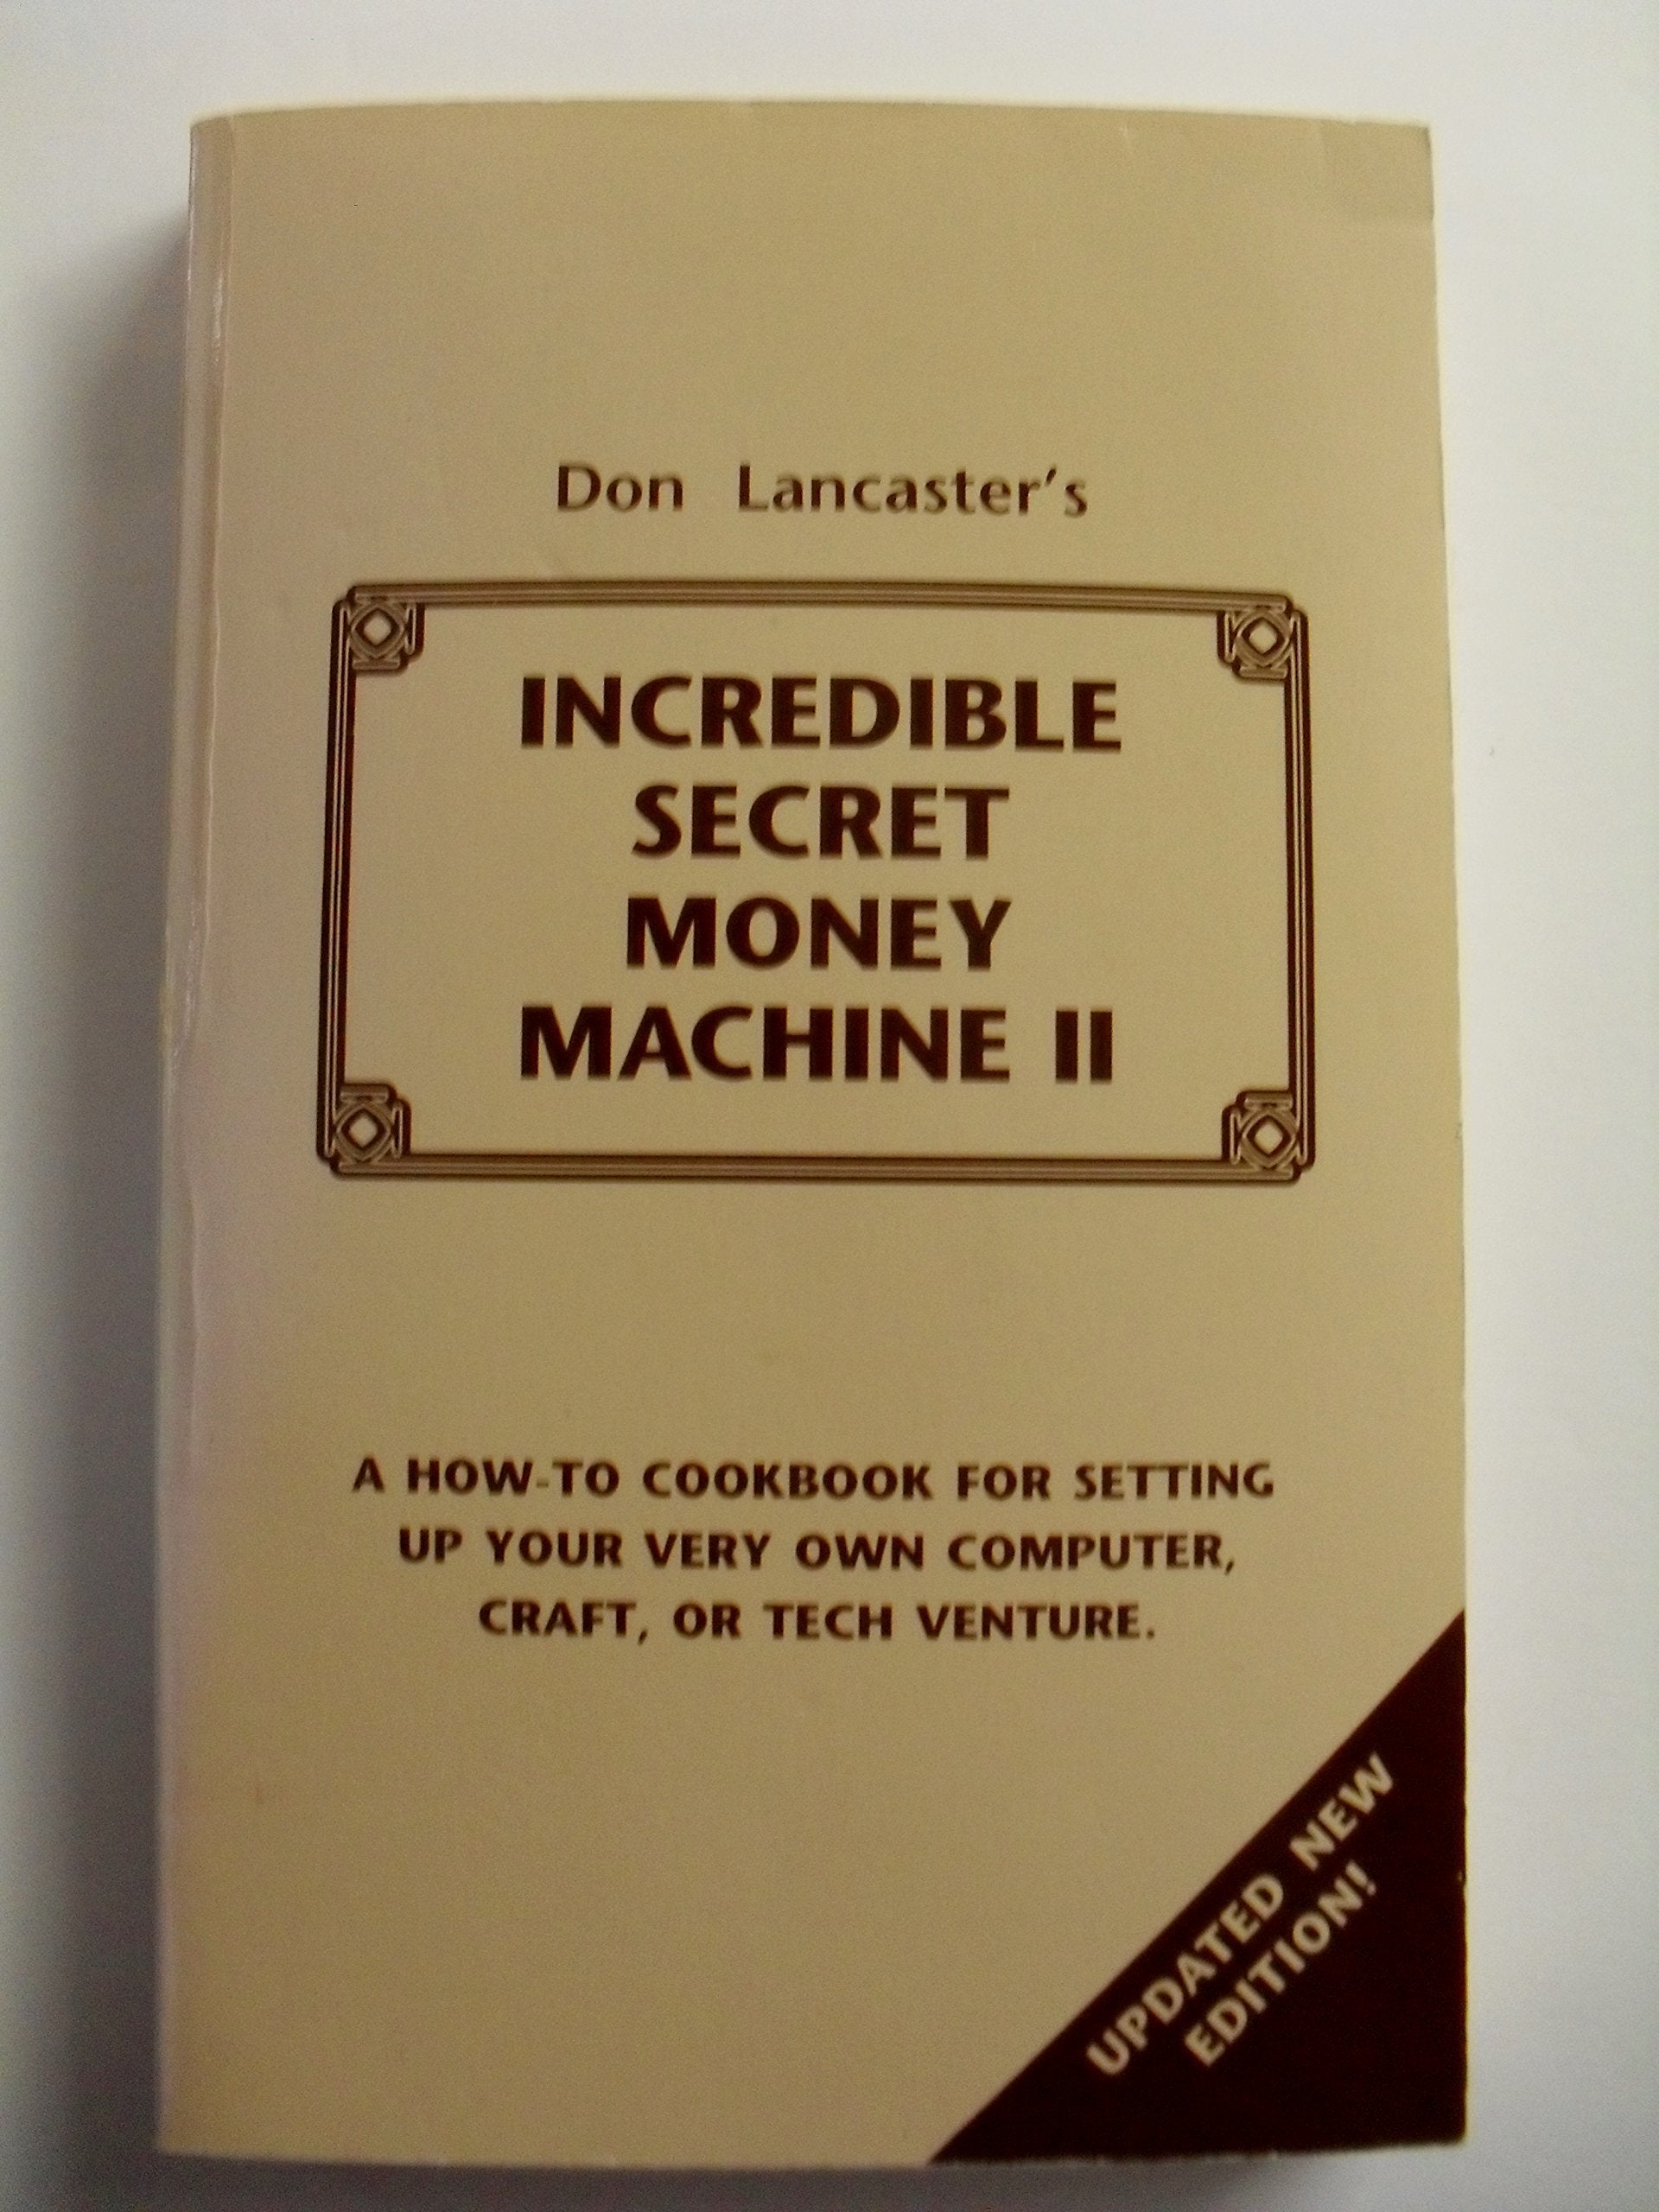 Don Lancaster's
INCREDIBLE
SECRET
MONEY
MACHINE II
A HOW-TO COOKBOOK FOR SETTING
UP YOUR VERY OWN COMPUTER,
CRAFT, OR TECH VENTURE.
UPDATED NEW
EDITION!